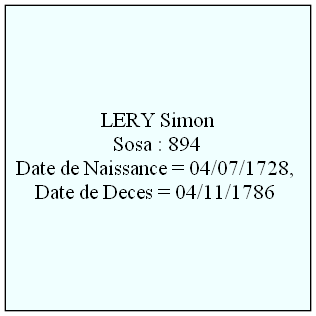 LERY Simon
Sosa : 894
Date de Naissance = 04/07/1728,
Date de Deces = 04/11/1786